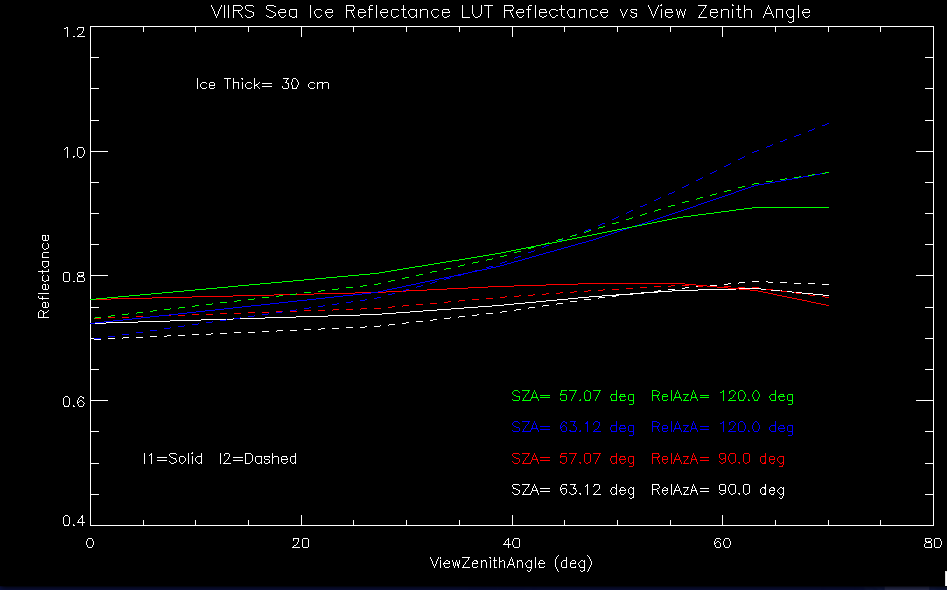 VIIRS Sea Ice Reflectance LUT Reflectance vs View Zenith Angle
1.2
Ice Thick= 30 cm
1.0
0.8
Reflectance
0.6
SZA= 57.07 deg RelAzA= 120.0 deg
SZA= 63.12 deg RelAzA= 120.0 deg
I1=Solid I2=Dashed
SZA= 57.07 deg RelAzA= 90.0 deg
SZA= 63.12 deg RelAzA= 90.0 deg
0.4
0 20 40 60 80
ViewZenithAngle (deg)